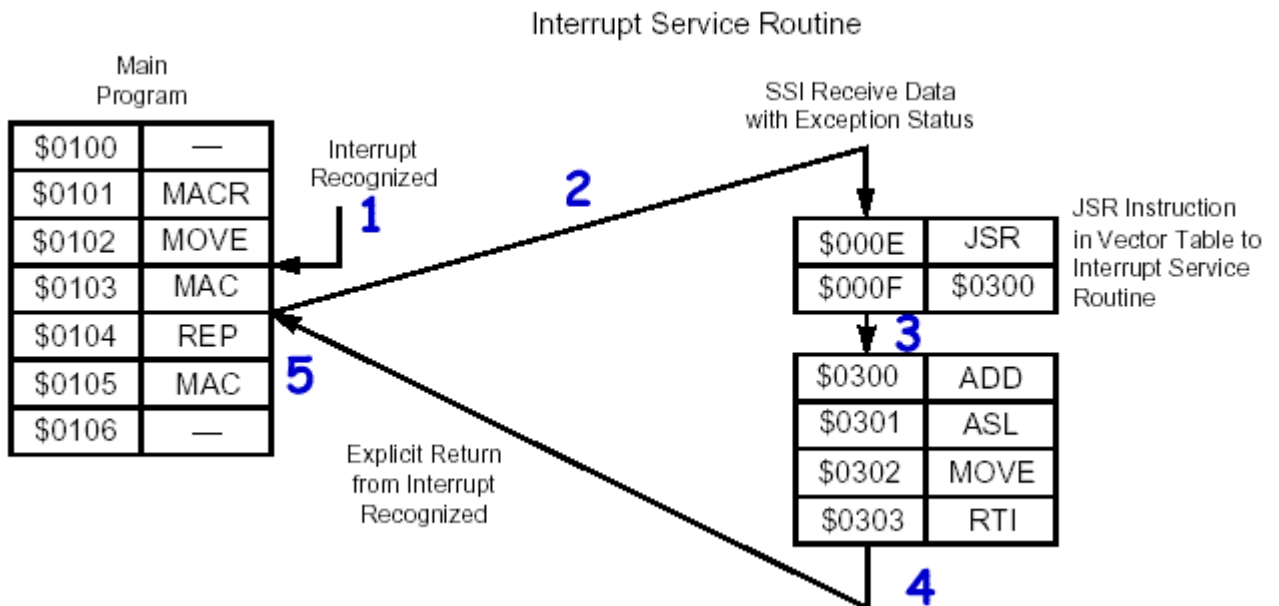 Interrupt Service Routine
Main
Program
$0100 —
$0101 MACR
$0102 MOVE
$0103 MAC
$0104 REP
$0105 MAC
$0106 —
Interrupt
Recognized
1
2
SSI Receive Data
with Exception Status
$000E JSR
$000F $0300
JSR Instruction
in Vector Table to
Interrupt Service
Routine
3
$0300 ADD
$0301 ASL
$0302 MOVE
$0303 RTI
4
5
Explicit Return
from Interrupt
Recognized